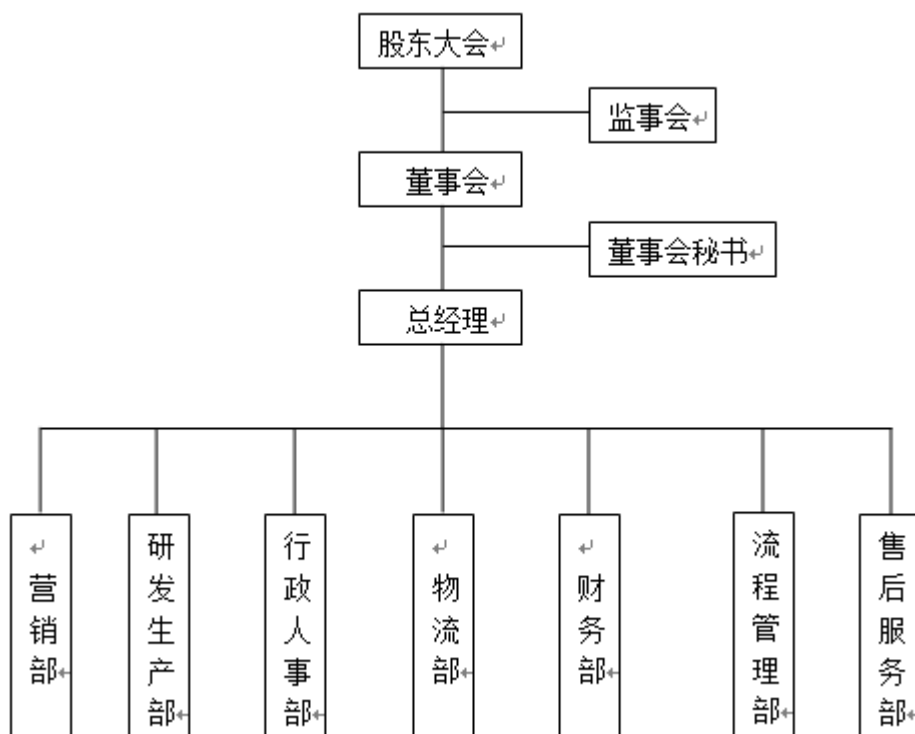 股东大会
监事会
董事会
董事会秘书
总经理
营销部
研发生产部
行政人事部
物流部
财务部
流程管理部
售后服务部